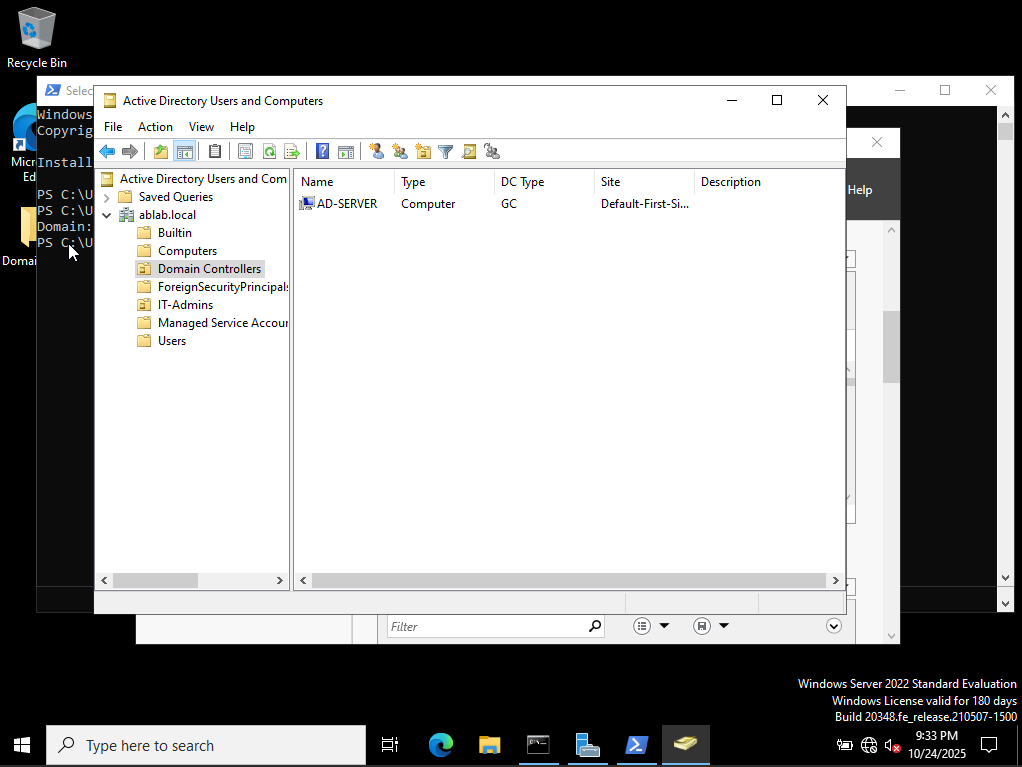 Recycle Bin
Selec
Active Directory Users and Computers
File Action View Help
Windows
Copyrig
Install
PS C:\U
PS C:\U
Domain:
PS C:\U
Micr
Ed
Domai
Help
Active Directory Users and Com
Saved Queries
ablab.local
Builtin
Computers
Domain Controllers
ForeignSecurityPrincipals
IT-Admins
Managed Service Accour
Users
Name Type DC Type Site Description
AD-SERVER Computer GC Default-First-Si...
Filter
Windows Server 2022 Standard Evaluation
Windows License valid for 180 days
Build 20348.fe_release.210507-1500
Type here to search
9:33 PM
10/24/2025